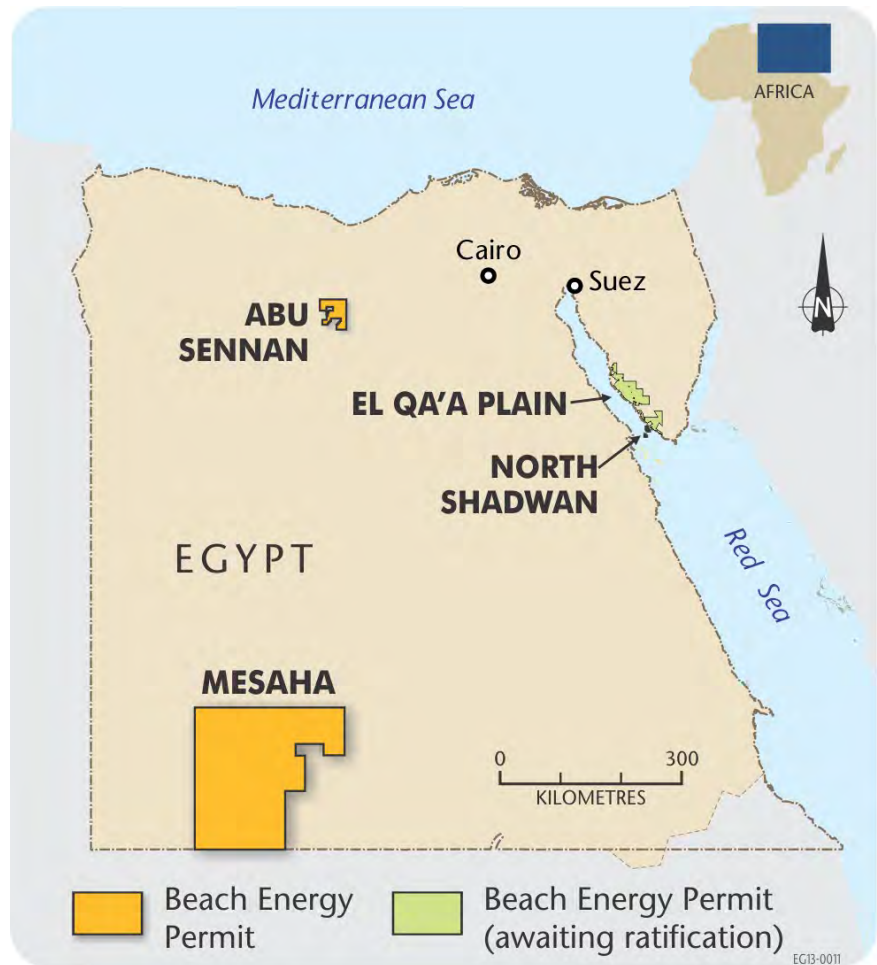 Mediterranean Sea
AFRICA
Cairo
Suez
N
ABU
SENNAN
EL QA’A PLAIN
NORTH
SHADWAN
EGYPT
Red Sea
MESAHA
0 300
KILOMETRES
Beach Energy
Permit
Beach Energy Permit
(awaiting ratification)
EG13-0011